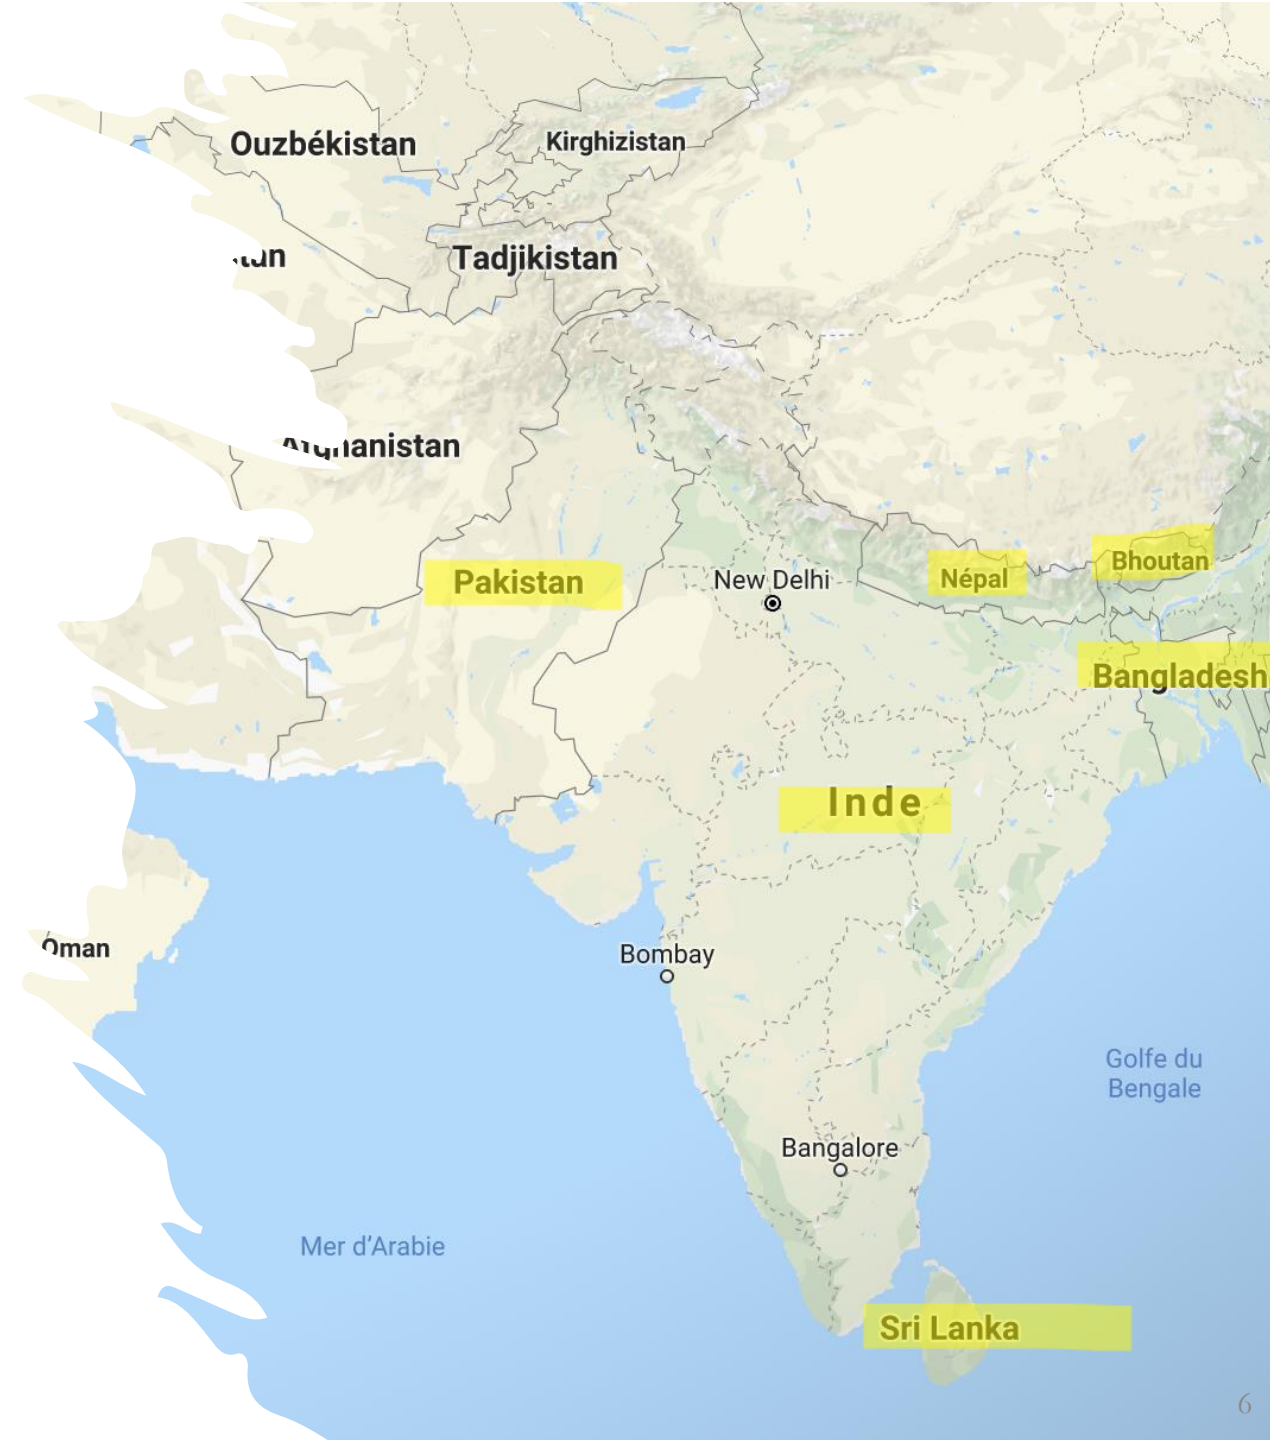 Ouzbékistan
Kirghizistan
Tadjikistan
Pakistan
New Delhi
Népal
Bhoutan
Bangladesh
Inde
Oman
Bombay
Golfe du
Bengale
Bangalore
Mer d'Arabie
Sri Lanka
6